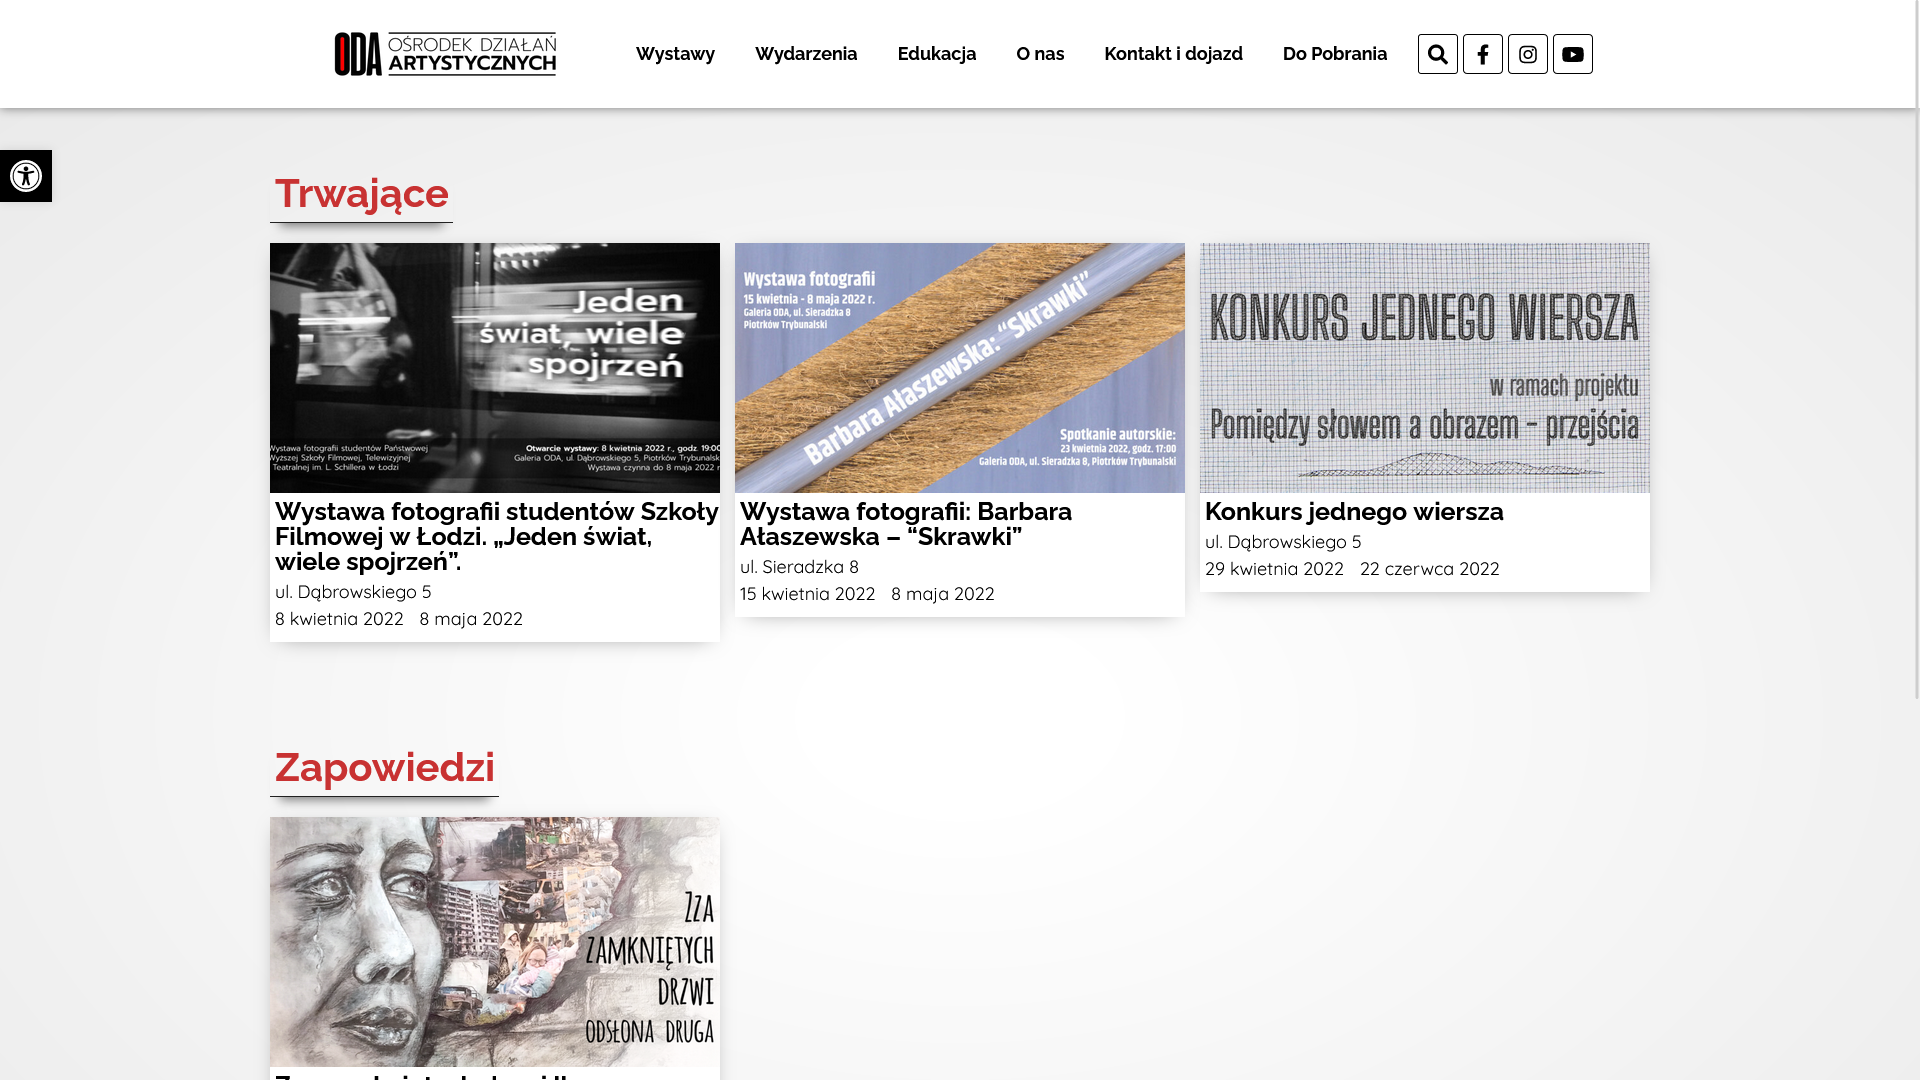 ODA OŚRODEK DZIAŁAŃ
ARTYSTYCZNYCH
Wystawy
Wydarzenia
Edukacja
O nas
Kontakt i dojazd
Do Pobrania
Trwające
Jeden
świat, wiele
spojrzeń
Wystawa fotografii studentów Państwowej
Wyższej Szkoły Filmowej, Telewizyjnej
Teatralnej im. L. Schillera w Łodzi
Otwarcie wystawy: 8 kwietnia 2022 r., godz. 19:00
Galeria ODA, ul. Dąbrowskiego 5, Piotrków Trybunalsk
Wystawa czynna do 8 maja 2022 r
Wystawa fotografii studentów Szkoły
Filmowej w Łodzi. „Jeden świat,
wiele spojrzeń”.
ul. Dąbrowskiego 5
8 kwietnia 2022 8 maja 2022
Wystawa fotografii
15 kwietnia - 8 maja 2022 r.
Galeria ODA, ul. Sieradzka 8
Piotrków Trybunalski
Barbara Ałaszewska: “Skrawki”
Spotkanie autorskie:
23 kwietnia 2022, godz. 17:00
Galeria ODA, ul. Sieradzka 8, Piotrków Trybunalski
Wystawa fotografii: Barbara
Ałaszewska – “Skrawki”
ul. Sieradzka 8
15 kwietnia 2022 8 maja 2022
KONKURS JEDNEGO WIERSZA
w ramach projektu
Pomiędzy słowem a obrazem - przejścia
Konkurs jednego wiersza
ul. Dąbrowskiego 5
29 kwietnia 2022 22 czerwca 2022
Zapowiedzi
ZZA
ZAMKNIĘTYCH
DRZWI
ODSŁONA DRUGA